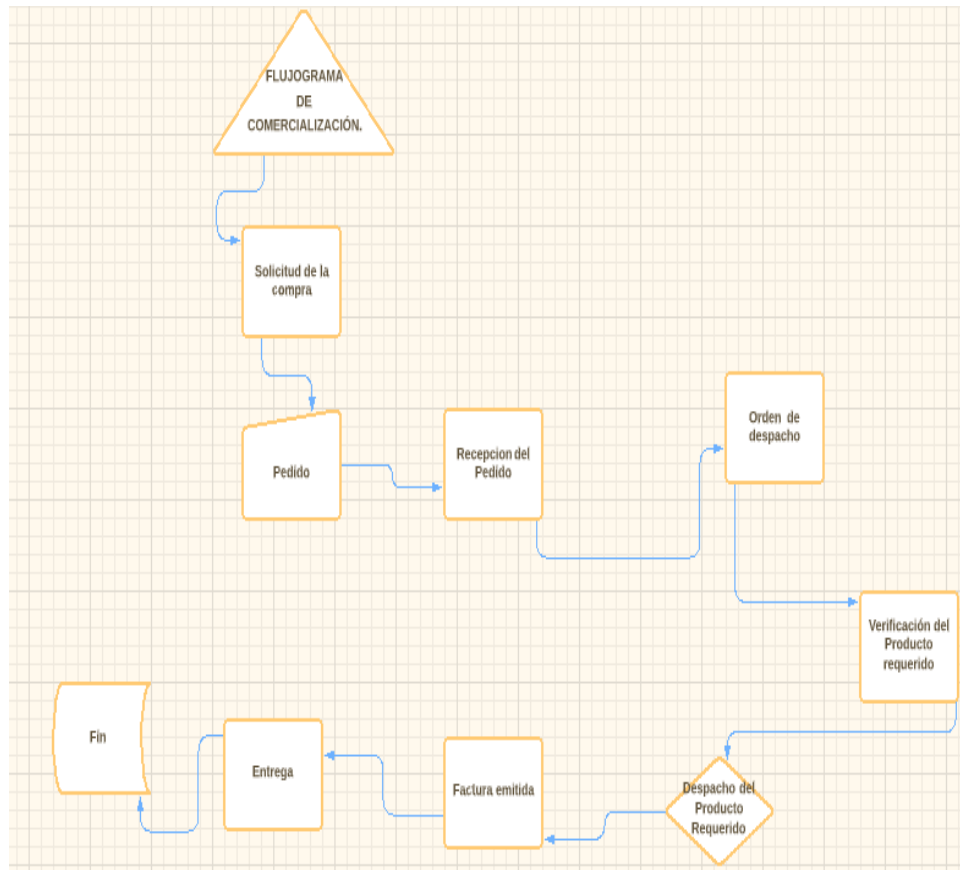 FLUJOGRAMA
DE
COMERCIALIZACIÓN.
Solicitud de la
compra
Pedido
Recepcion del
Pedido
Orden de
despacho
Verificación del
Producto
requerido
Despacho del
Producto
Requerido
Factura emitida
Entrega
Fin